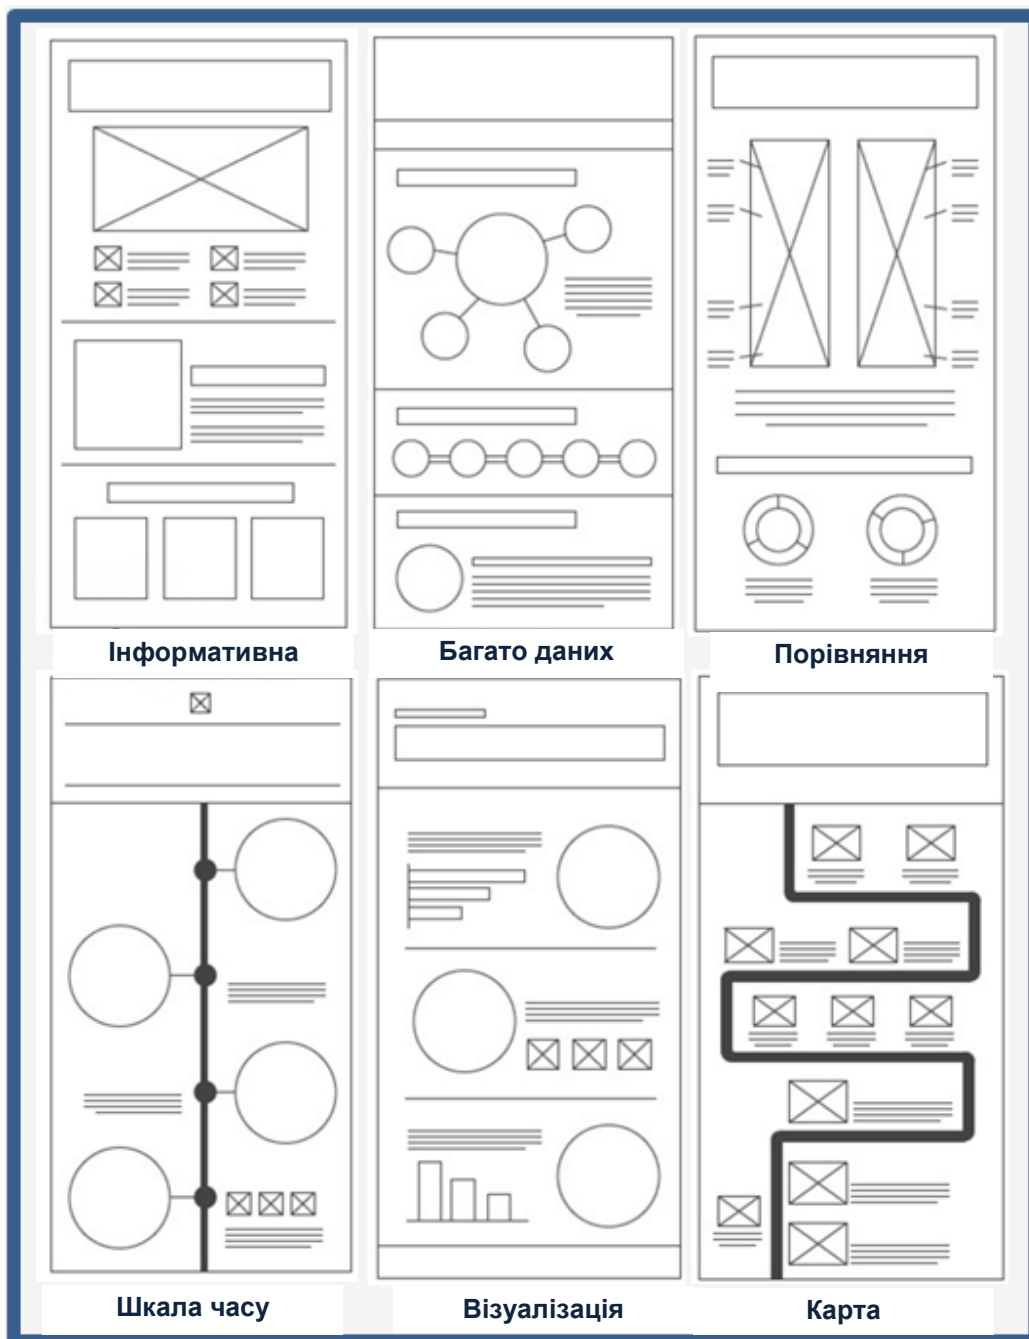 Інформативна
Багато даних
Порівняння
Шкала часу
Візуалізація
Карта